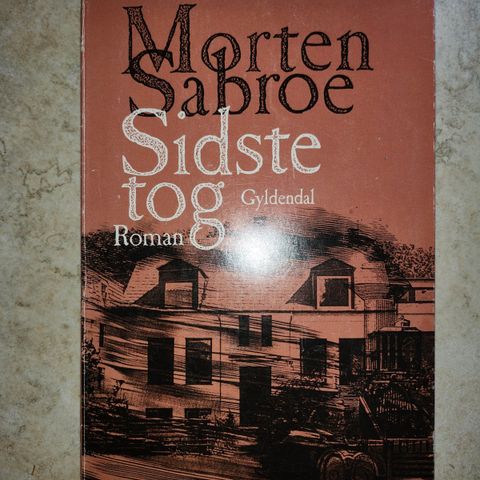 Morten
Sabroe
Sidste
tog Gyldendal
Roman